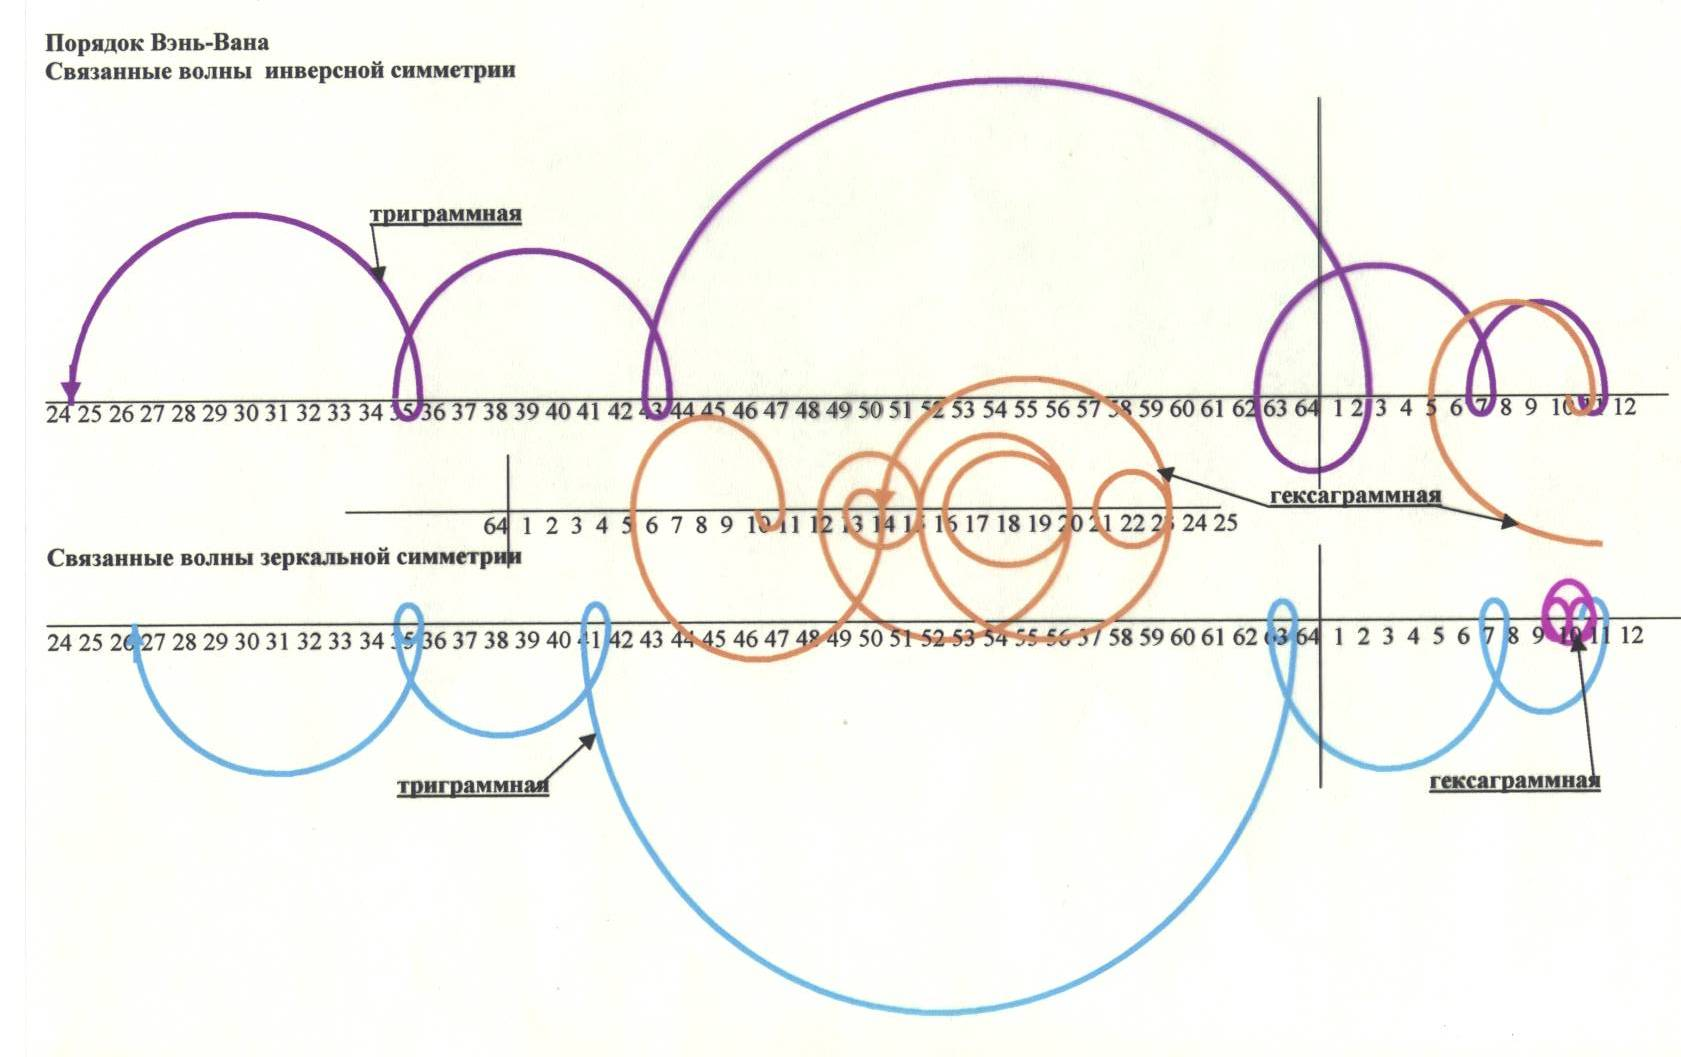 Порядок Вэнь-Вана
Связанные волны инверсной симметрии
триграммная
24 25 26 27 28 29 30 31 32 33 34 35 36 37 38 39 40 41 42 43 44 45 46 47 48 49 50 51 52 53 54 55 56 57 58 59 60 61 62 63 64 1 2 3 4 5 6 7 8 9 10 11 12
гексаграммная
64 1 2 3 4 5 6 7 8 9 10 11 12 13 14 15 16 17 18 19 20 21 22 23 24 25
Связанные волны зеркальной симметрии
24 25 26 27 28 29 30 31 32 33 34 35 36 37 38 39 40 41 42 43 44 45 46 47 48 49 50 51 52 53 54 55 56 57 58 59 60 61 62 63 64 1 2 3 4 5 6 7 8 9 10 11 12
триграммная
гексаграммная